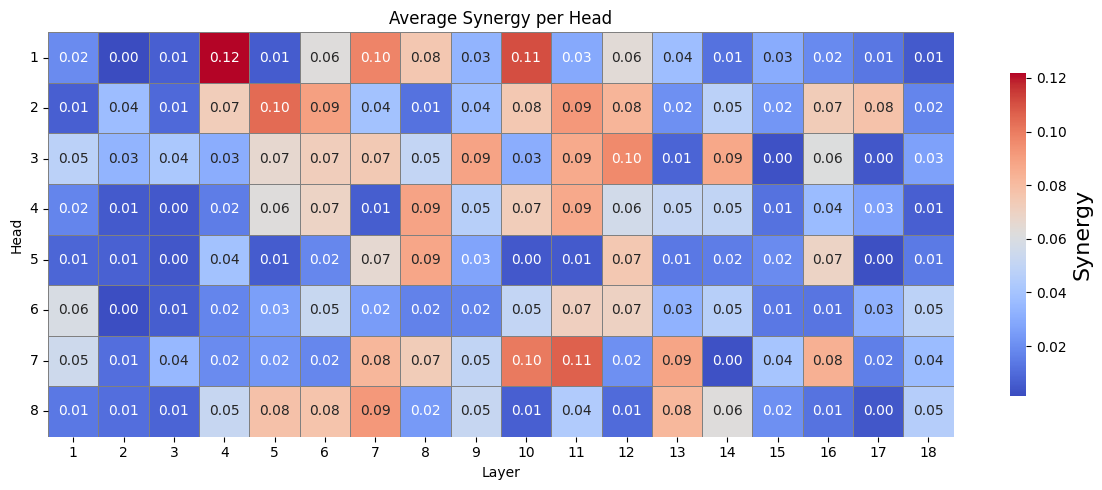 Average Synergy per Head
1 0.02 0.00 0.01 0.12 0.01 0.06 0.10 0.08 0.03 0.11 0.03 0.06 0.04 0.01 0.03 0.02 0.01 0.01
2 0.01 0.04 0.01 0.07 0.10 0.09 0.04 0.01 0.04 0.08 0.09 0.08 0.02 0.05 0.02 0.07 0.08 0.02
3 0.05 0.03 0.04 0.03 0.07 0.07 0.07 0.05 0.09 0.03 0.09 0.10 0.01 0.09 0.00 0.06 0.00 0.03
4 0.02 0.01 0.00 0.02 0.06 0.07 0.01 0.09 0.05 0.07 0.09 0.06 0.05 0.05 0.01 0.04 0.03 0.01
5 0.01 0.01 0.00 0.04 0.01 0.02 0.07 0.09 0.03 0.00 0.01 0.07 0.01 0.02 0.02 0.07 0.00 0.01
6 0.06 0.00 0.01 0.02 0.03 0.05 0.02 0.02 0.02 0.05 0.07 0.07 0.03 0.05 0.01 0.01 0.03 0.05
7 0.05 0.01 0.04 0.02 0.02 0.02 0.08 0.07 0.05 0.10 0.11 0.02 0.09 0.00 0.04 0.08 0.02 0.04
8 0.01 0.01 0.01 0.05 0.08 0.08 0.09 0.02 0.05 0.01 0.04 0.01 0.08 0.06 0.02 0.01 0.00 0.05
1 2 3 4 5 6 7 8 9 10 11 12 13 14 15 16 17 18
Layer
Head
0.12
0.10
0.08
0.06
0.04
0.02
Synergy